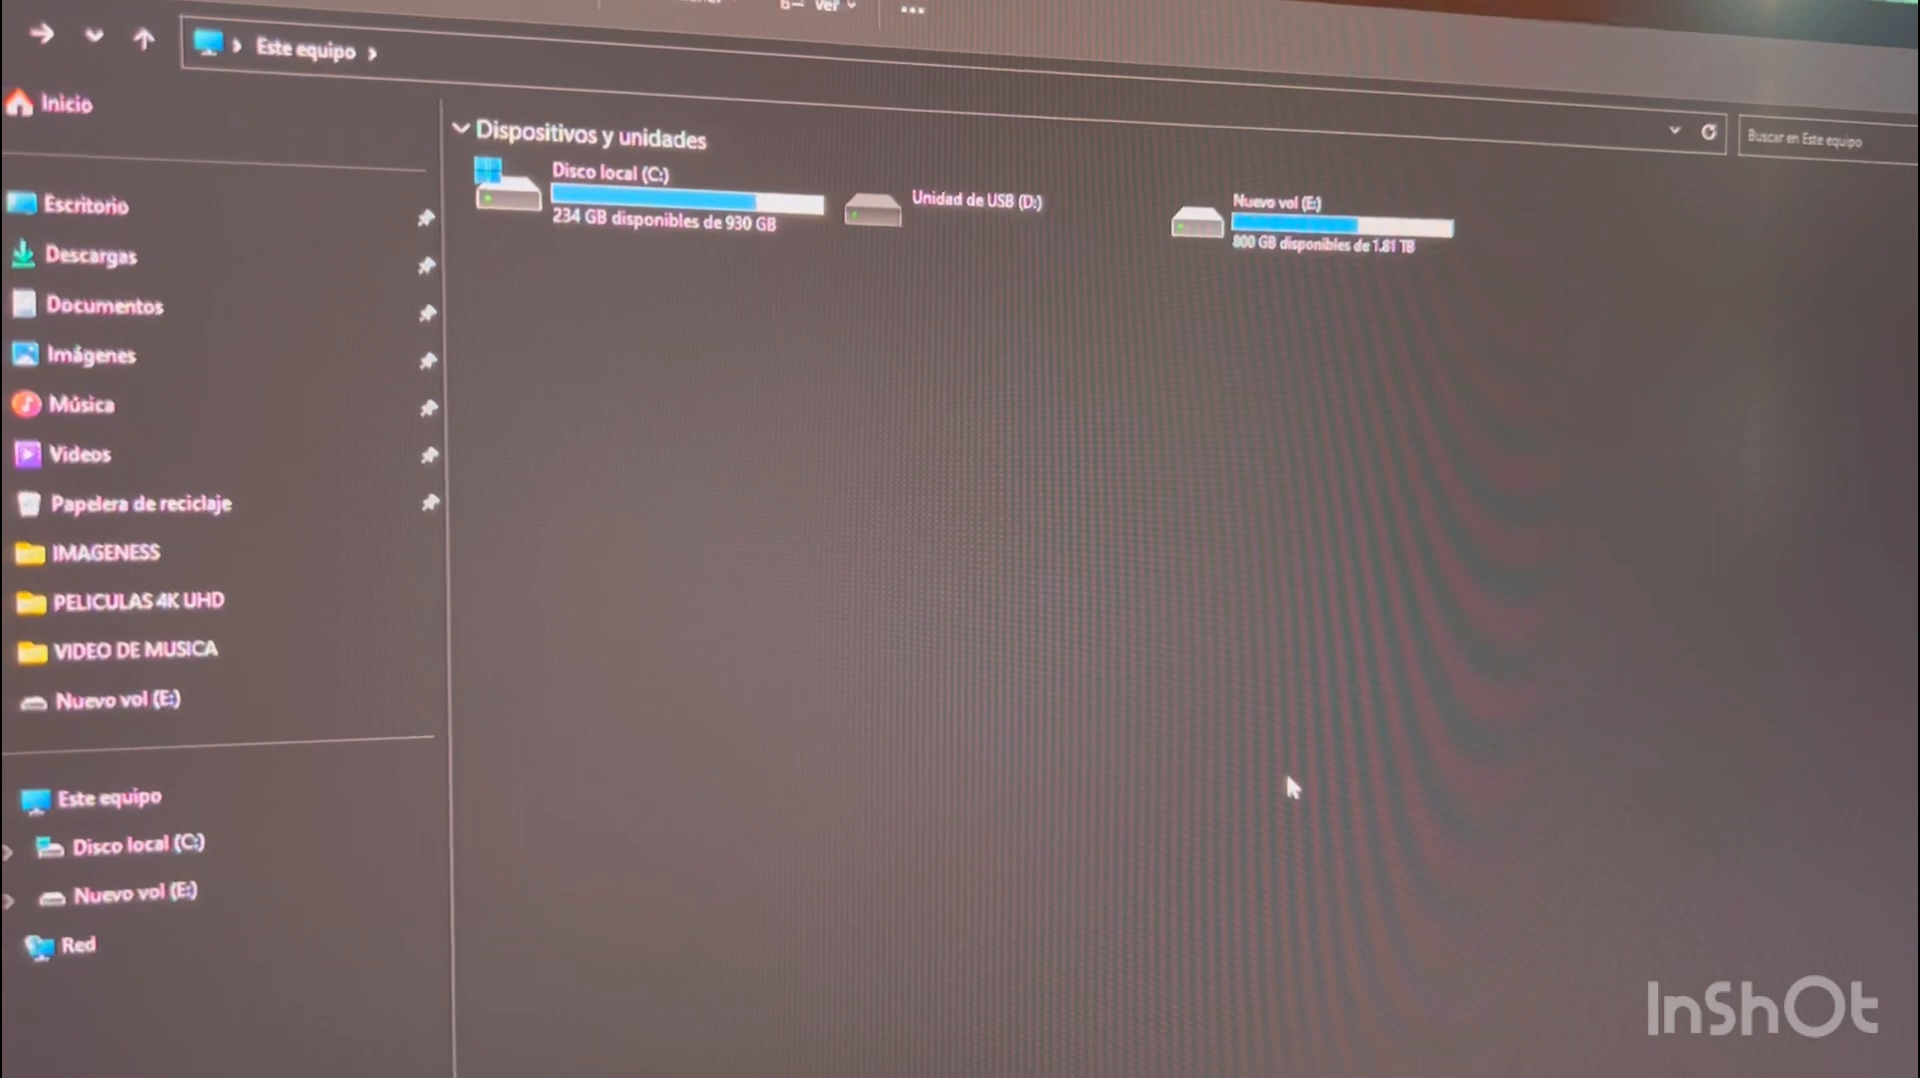 Ver
Este equipo
Buscar en Este equipo
Inicio
Escritorio
Descargas
Documentos
Imágenes
Música
Videos
Papelera de reciclaje
IMAGENESS
PELICULAS 4K UHD
VIDEO DE MUSICA
Nuevo vol (E:)
Este equipo
Disco local (C:)
Nuevo vol (E:)
Red
Dispositivos y unidades
Disco local (C:)
234 GB disponibles de 930 GB
Unidad de USB (D:)
Nuevo vol (E:)
800 GB disponibles de 1.81 TB
InShOt